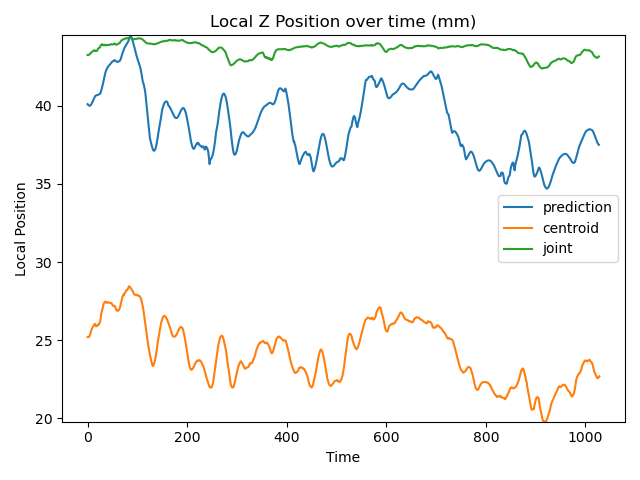 Local Z Position over time (mm)
Local Position
40
35
30
25
20
prediction
centroid
joint
0
200
400
600
800
1000
Time